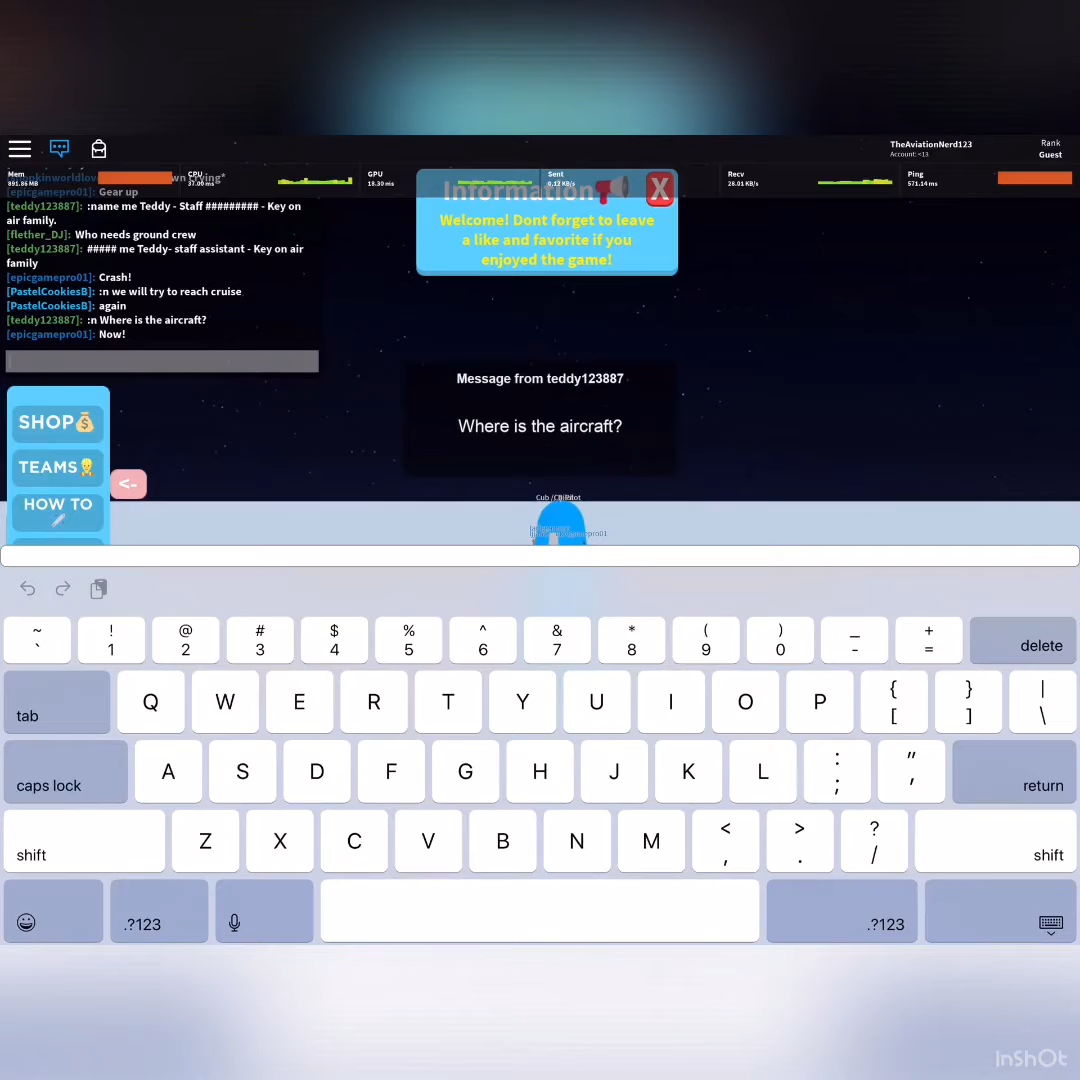 TheAviationNerd123
Account: <13
Rank
Guest
Mem
891.86 MB
CPU
37.00 ms
GPU
18.30 ms
Sent
0.12 KB/s
Recv
28.01 KB/s
Ping
571.14 ms
[epicgamepro01]: Gear up
[teddy123887]: :name me Teddy - Staff ######### - Key on
air family.
[flether_DJ]: Who needs ground crew
[teddy123887]: ##### me Teddy- staff assistant - Key on air
family
[epicgamepro01]: Crash!
[PastelCookiesB]: :n we will try to reach cruise
[PastelCookiesB]: again
[teddy123887]: :n Where is the aircraft?
[epicgamepro01]: Now!
Information
X
Welcome! Dont forget to leave
a like and favorite if you
enjoyed the game!
Message from teddy123887
Where is the aircraft?
SHOP
TEAMS
HOW TO
<-
~ ! @ # $ % ^ & * ( ) _ +
` 1 2 3 4 5 6 7 8 9 0 - = delete
tab Q W E R T Y U I O P { [ } ] | \
caps lock A S D F G H J K L : ; " ' return
shift Z X C V B N M < , > . ? / shift
.?123 .?123
InShOt